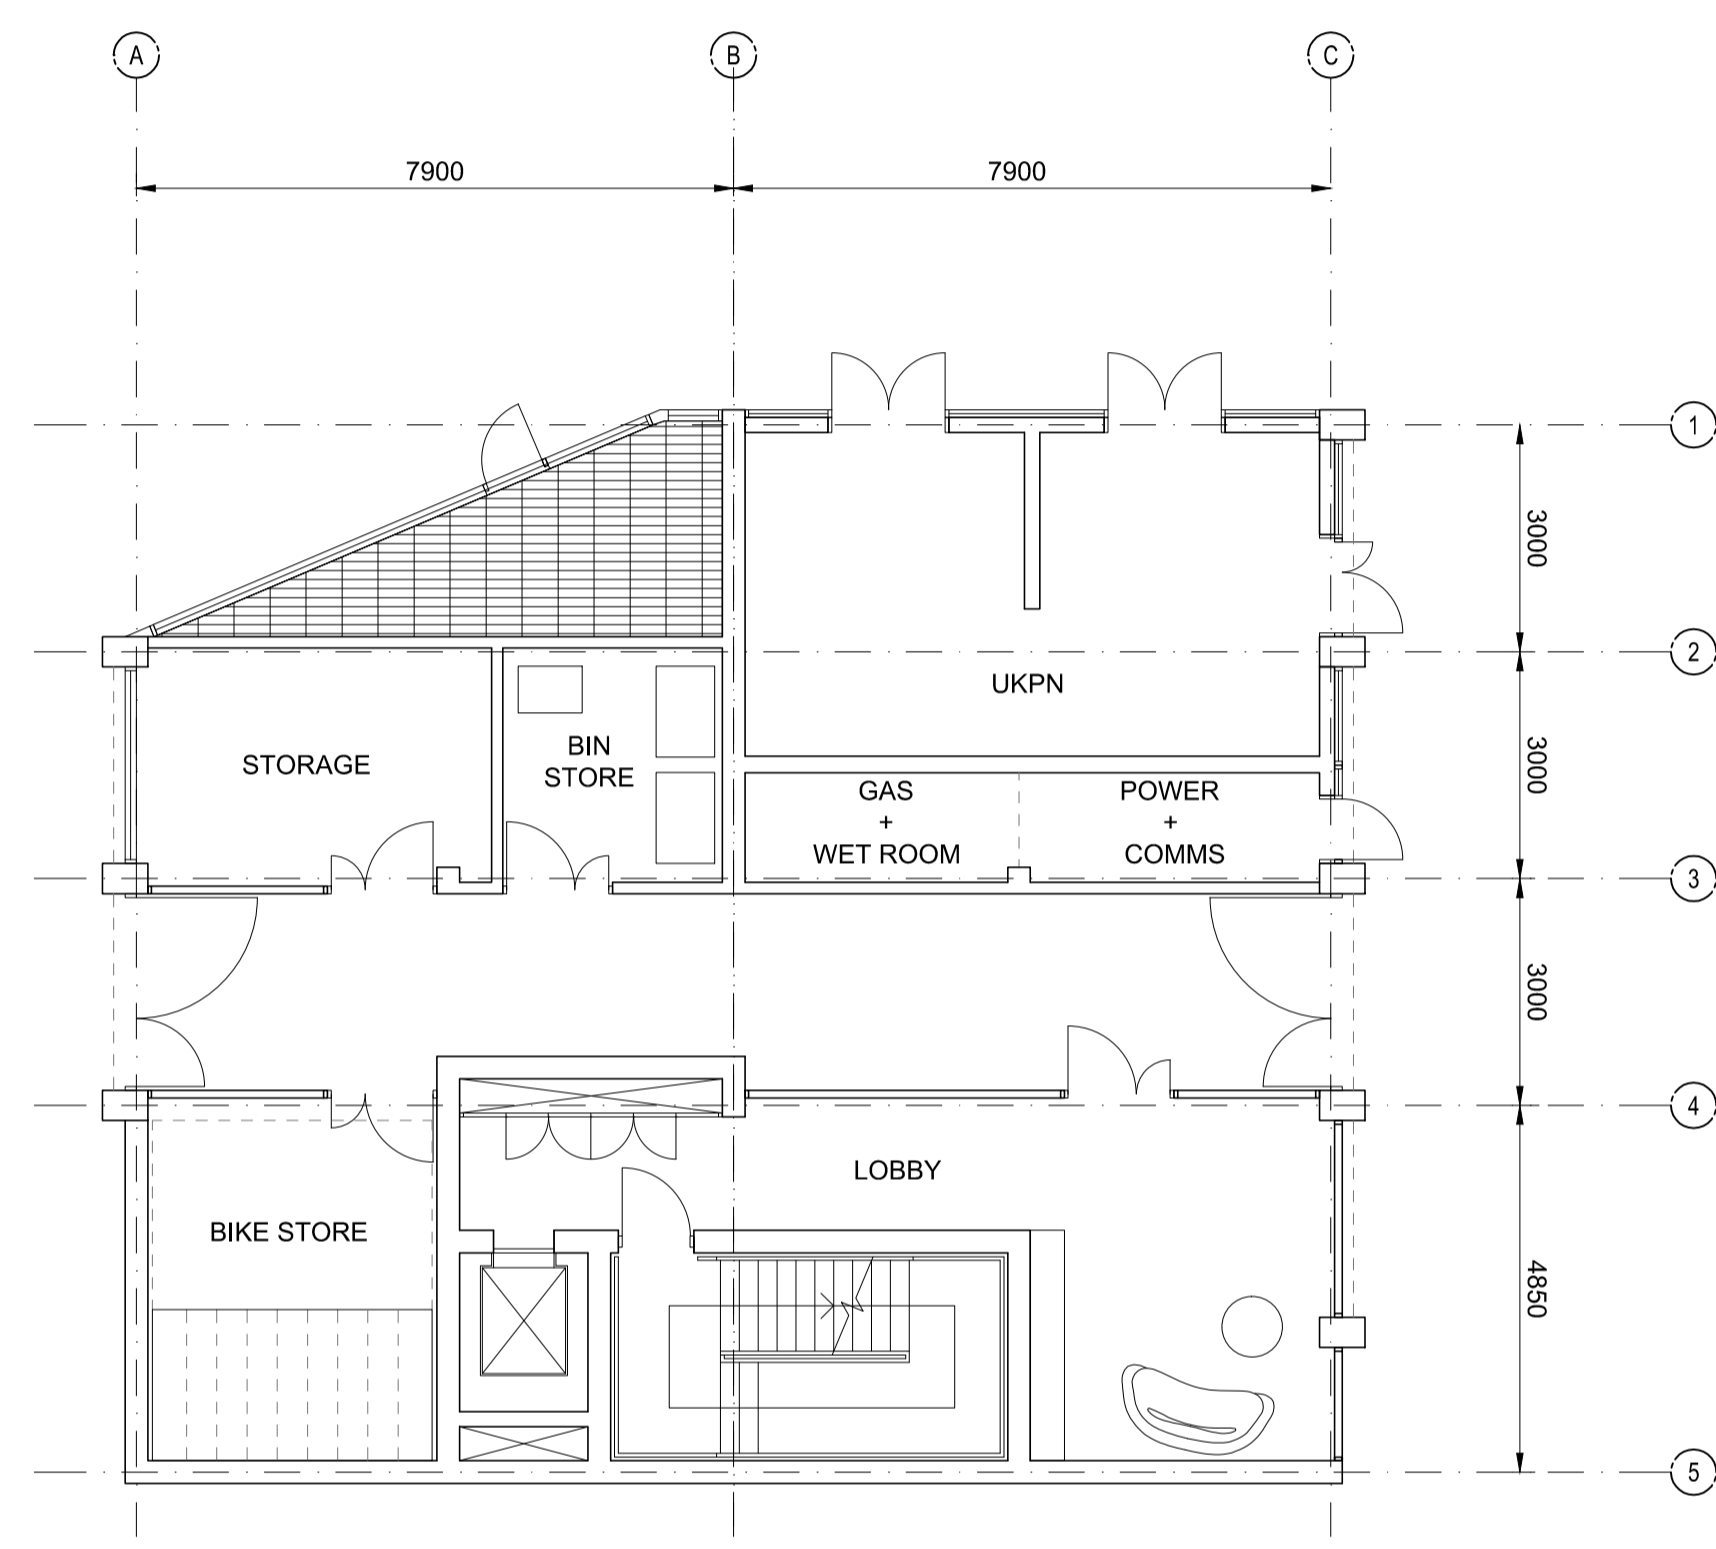 A
B
C
7900
7900
1
3000
2
UKPN
3000
STORAGE
BIN
STORE
GAS
+
WET ROOM
POWER
+
COMMS
3
3000
4
LOBBY
BIKE STORE
4850
5